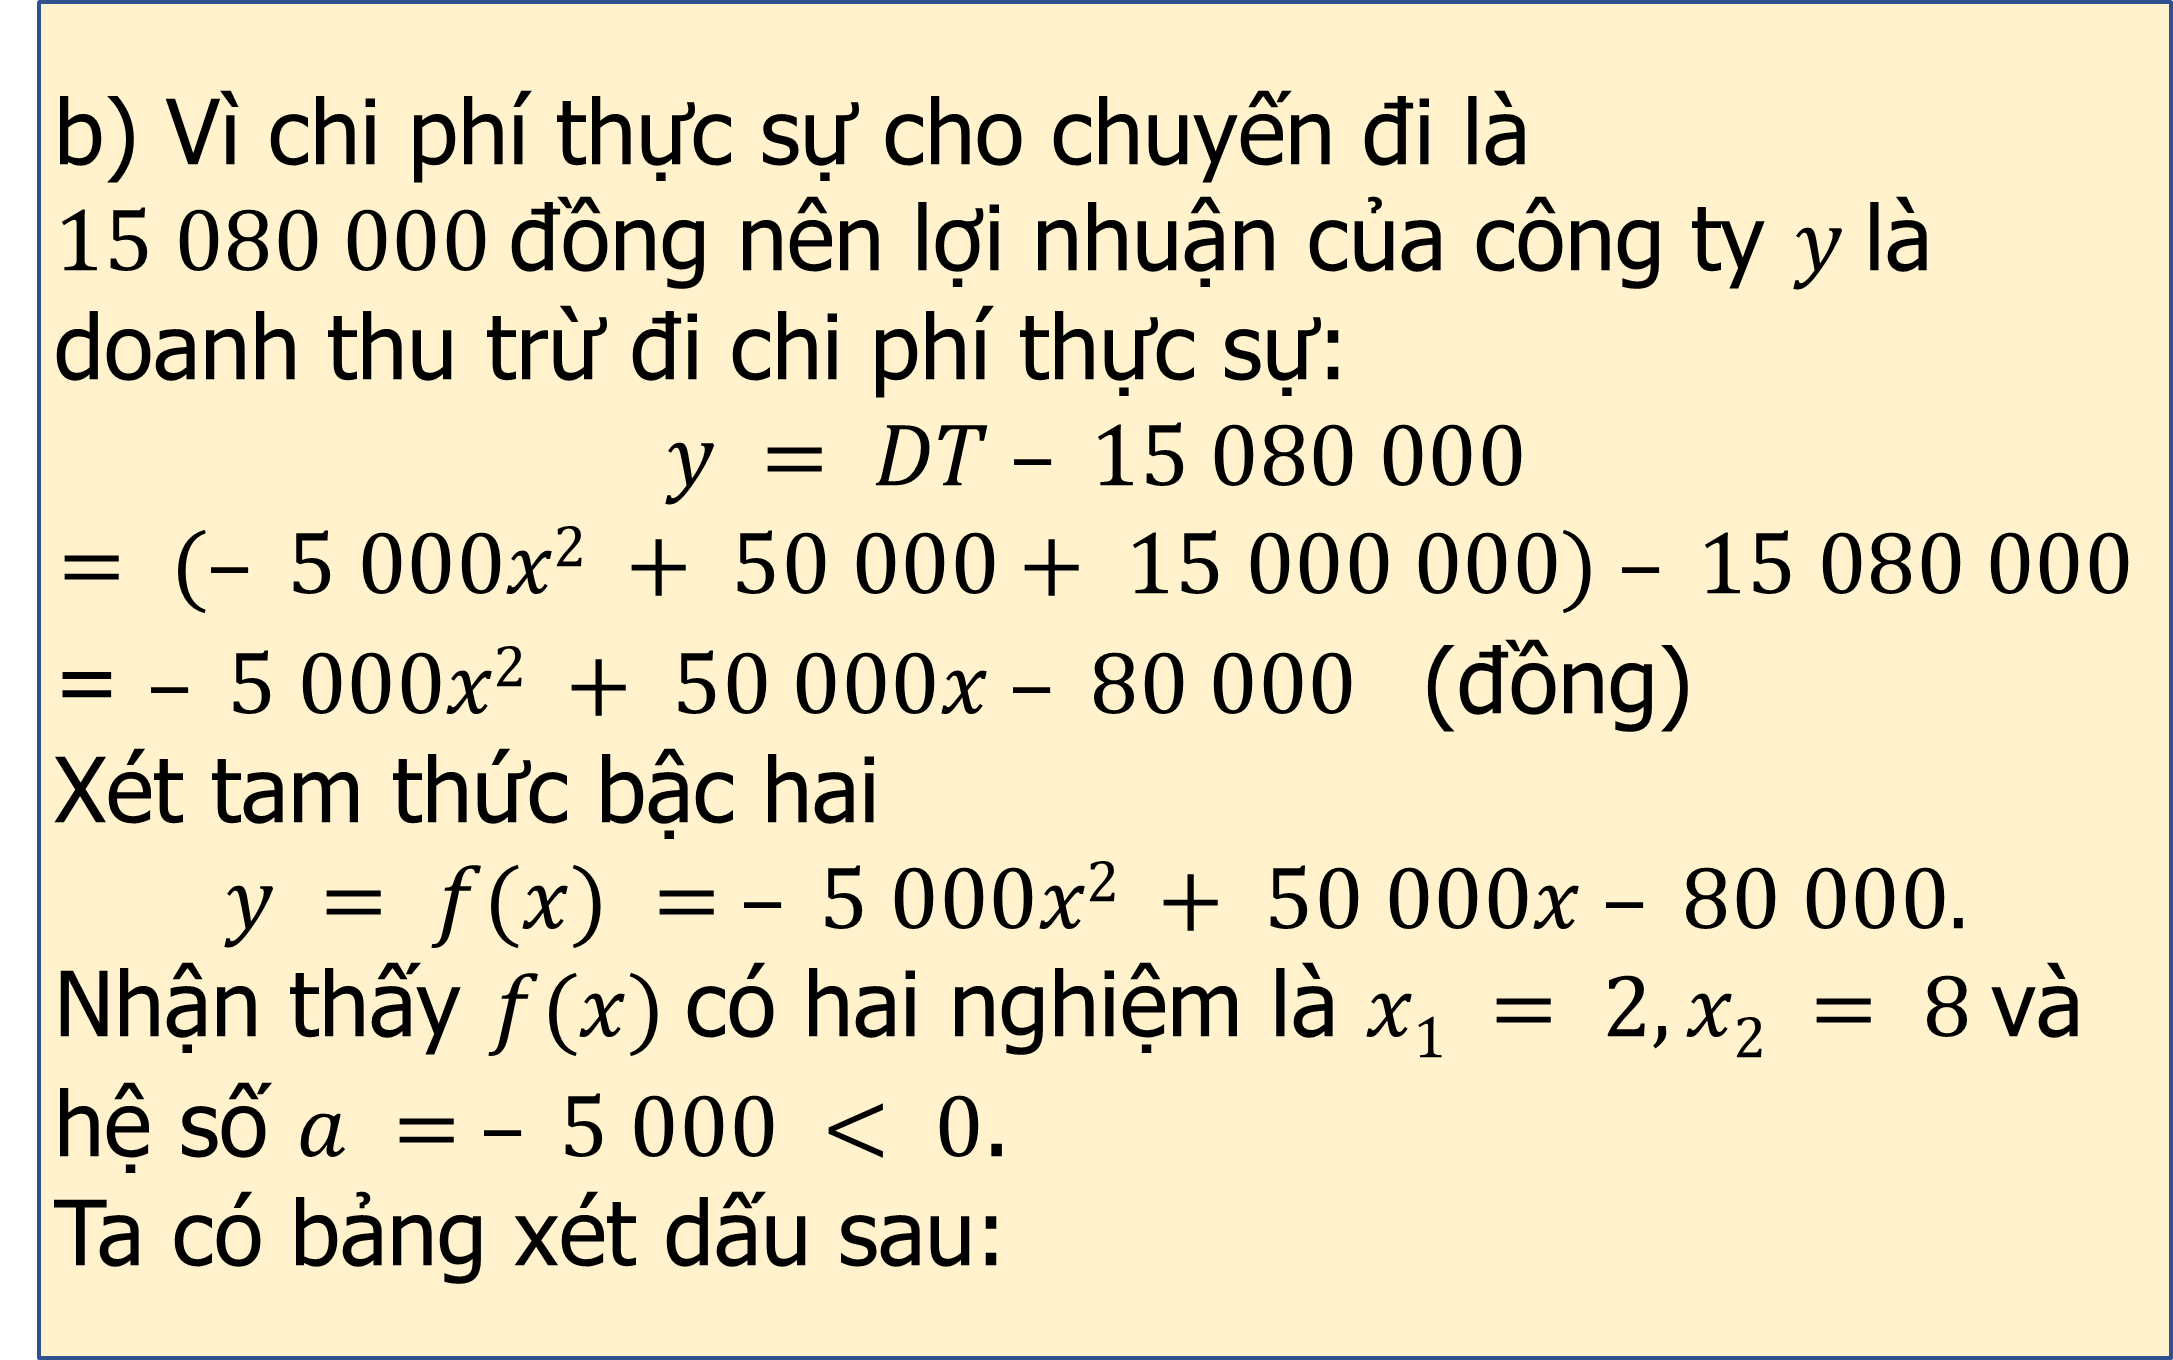 b) Vì chi phí thực sự cho chuyến đi là
15 080 000 đồng nên lợi nhuận của công ty y là
doanh thu trừ đi chi phí thực sự:
y = DT – 15 080 000
= (– 5 000x² + 50 000 + 15 000 000) – 15 080 000
= – 5 000x² + 50 000x – 80 000 (đồng)
Xét tam thức bậc hai
y = f(x) = – 5 000x² + 50 000x – 80 000.
Nhận thấy f(x) có hai nghiệm là x₁ = 2, x₂ = 8 và
hệ số a = – 5 000 < 0.
Ta có bảng xét dấu sau: